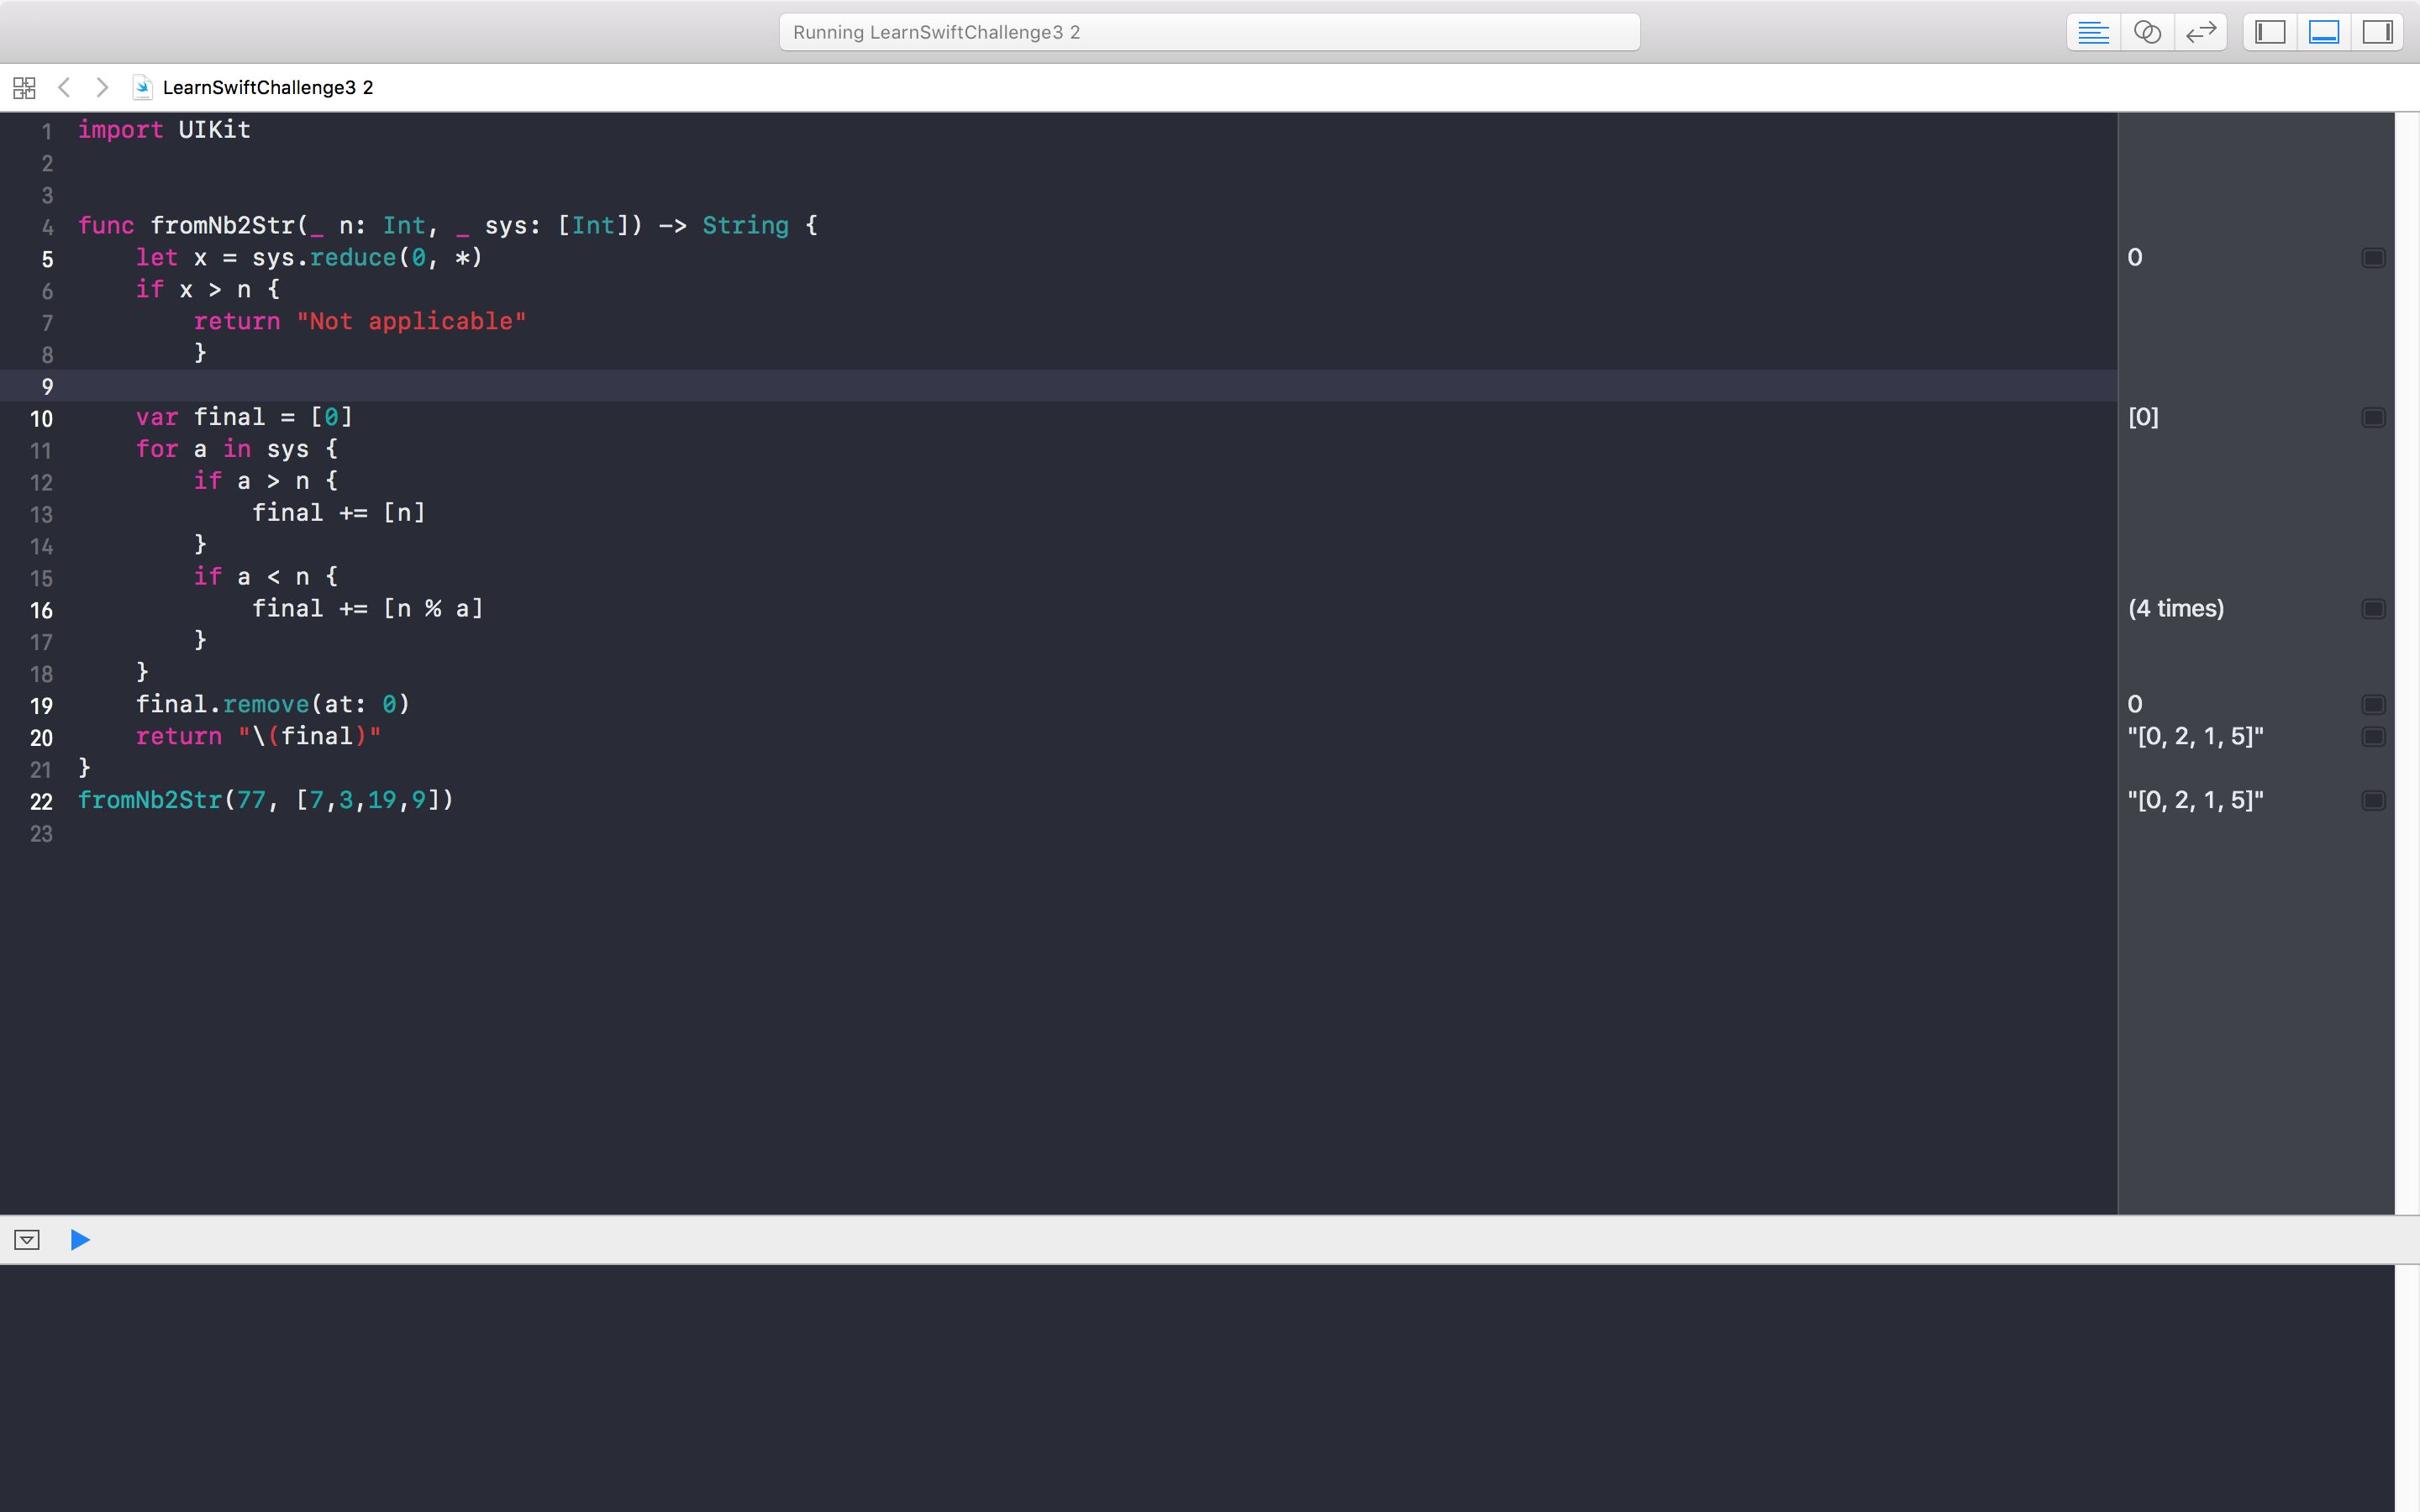 Running LearnSwiftChallenge3 2
LearnSwiftChallenge3 2
1 import UIKit
2
3
4 func fromNb2Str(_ n: Int, _ sys: [Int]) -> String {
5     let x = sys.reduce(0, *) 0
6     if x > n {
7         return "Not applicable"
8         }
9
10     var final = [0] [0]
11     for a in sys {
12         if a > n {
13             final += [n]
14         }
15         if a < n {
16             final += [n % a] (4 times)
17         }
18     }
19     final.remove(at: 0) 0
20     return "\(final)" "[0, 2, 1, 5]"
21 }
22 fromNb2Str(77, [7,3,19,9]) "[0, 2, 1, 5]"
23